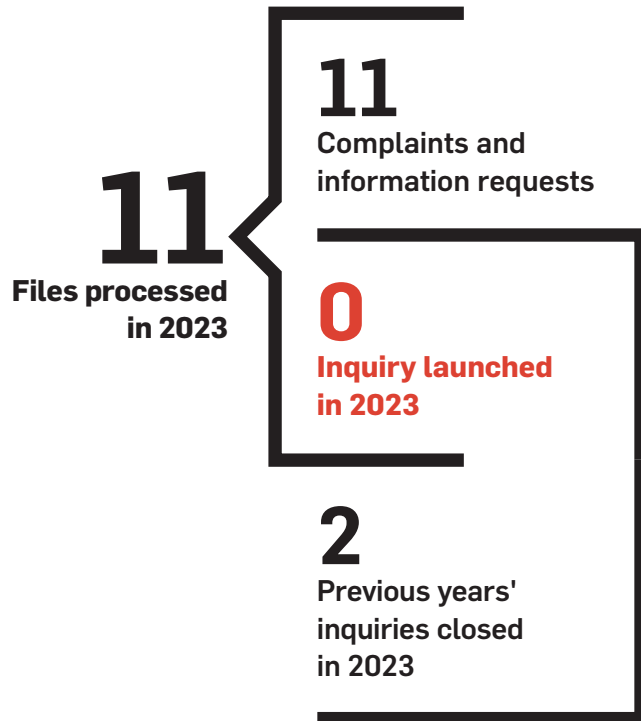 11
Files processed
in 2023
11
Complaints and
information requests
0
Inquiry launched
in 2023
2
Previous years'
inquiries closed
in 2023